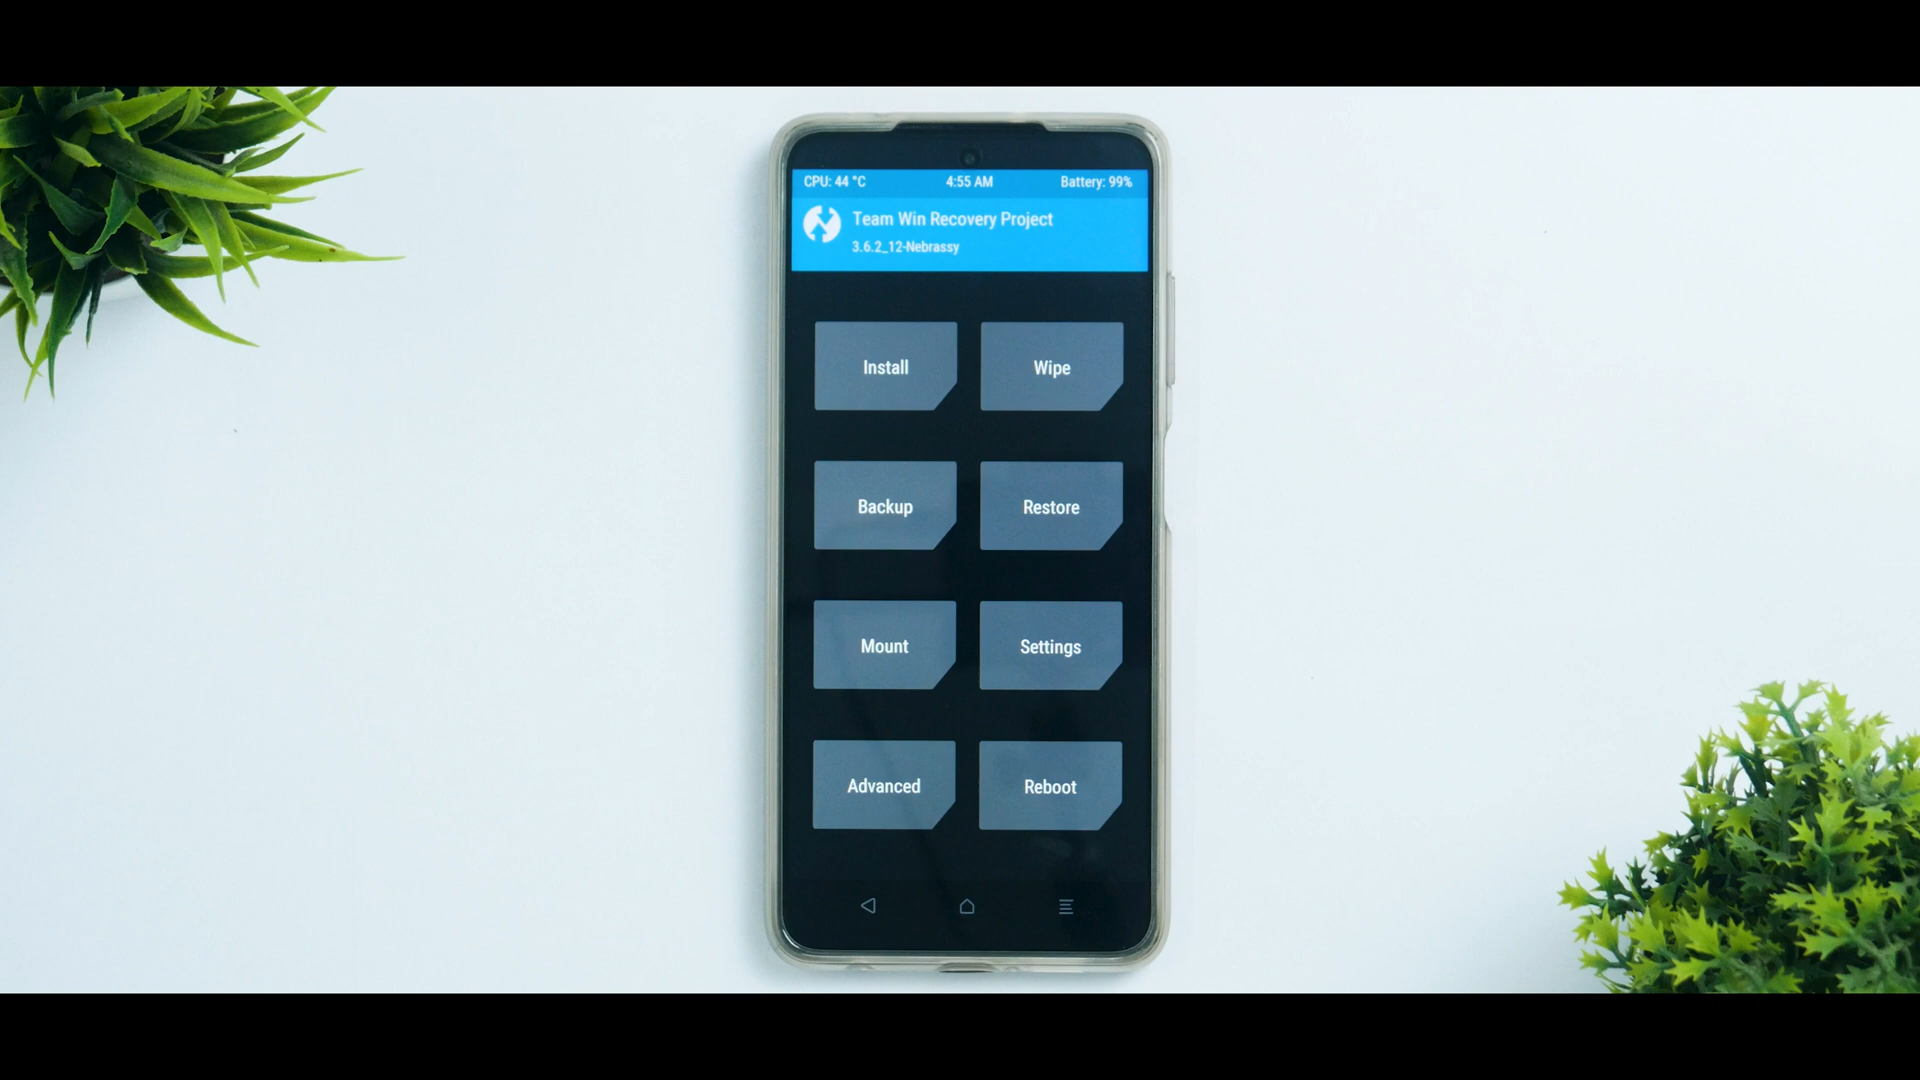 CPU: 44 °C 4:55 AM Battery: 99%
Team Win Recovery Project
3.6.2_12-Nebrassy
Install Wipe
Backup Restore
Mount Settings
Advanced Reboot